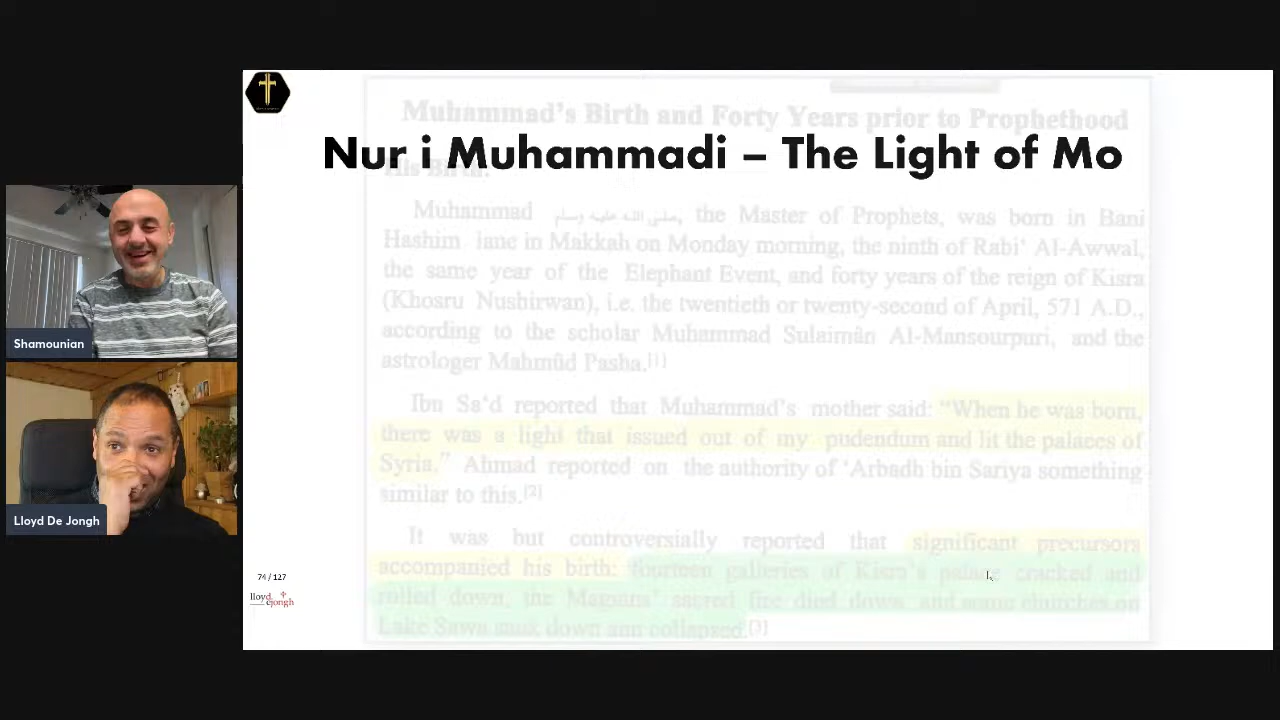 Muhammad's Birth and Forty Years prior to Prophethood
Nur i Muhammadi – The Light of Mo
His Birth:
Muhammad صلى الله عليه وسلم, the Master of Prophets, was born in Bani
Hashim lane in Makkah on Monday morning, the ninth of Rabi' Al-Awwal,
the same year of the Elephant Event, and forty years of the reign of Kisra
(Khosru Nushirwan), i.e. the twentieth or twenty-second of April, 571 A.D.,
according to the scholar Muhammad Sulaimân Al-Mansourpuri, and the
astrologer Mahmûd Pasha.[1]
Ibn Sa'd reported that Muhammad's mother said: "When he was born,
there was a light that issued out of my pudendum and lit the palaces of
Syria." Ahmad reported on the authority of 'Arbadh bin Sariya something
similar to this.[2]
It was but controversially reported that significant precursors
accompanied his birth: fourteen galleries of Kisra's palace cracked and
rolled down, the Magians' sacred fire died down and some churches on
Lake Sawa sank down and collapsed.[3]
Shamounian
Lloyd De Jongh
74 / 127
lloyd
dejongh